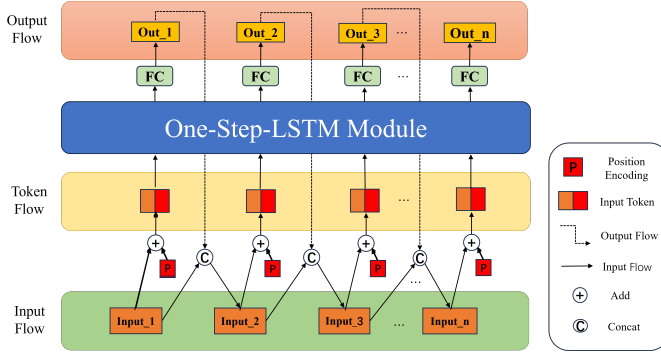 Output
Flow
Out_1
Out_2
Out_3
...
Out_n
FC
FC
FC
...
FC
One-Step-LSTM Module
Token
Flow
...
+
P
C
+
P
C
+
P
C
+
P
...
Input
Flow
Input_1
Input_2
Input_3
...
Input_n
P
Position
Encoding
Input Token
Output Flow
Input Flow
+
Add
C
Concat